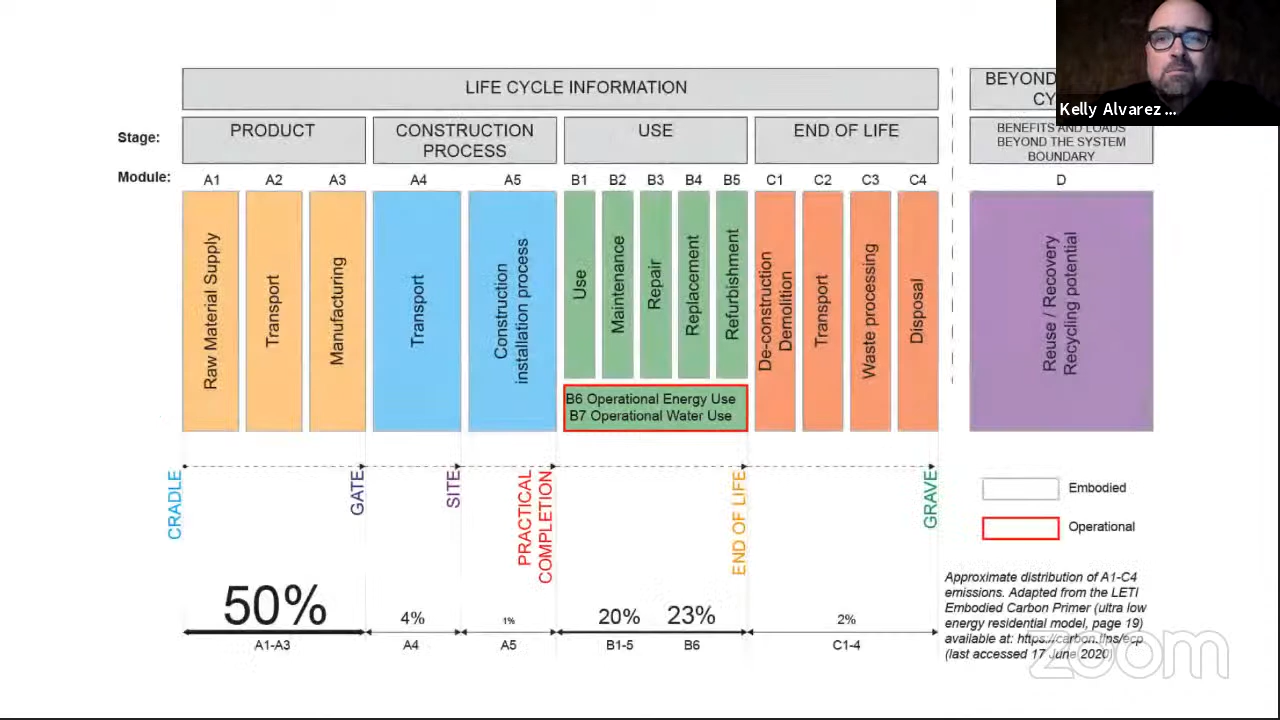 Kelly Alvarez ...
LIFE CYCLE INFORMATION
BEYOND
CY
Stage:
PRODUCT
CONSTRUCTION
PROCESS
USE
END OF LIFE
BENEFITS AND LOADS
BEYOND THE SYSTEM
BOUNDARY
Module:
A1
A2
A3
A4
A5
B1
B2
B3
B4
B5
C1
C2
C3
C4
D
Raw Material Supply
Transport
Manufacturing
Transport
Construction
installation process
Use
Maintenance
Repair
Replacement
Refurbishment
De-construction
Demolition
Transport
Waste processing
Disposal
Reuse / Recovery
Recycling potential
B6 Operational Energy Use
B7 Operational Water Use
CRADLE
GATE
SITE
PRACTICAL
COMPLETION
END OF LIFE
GRAVE
Embodied
Operational
50%
4%
1%
20%
23%
2%
A1-A3
A4
A5
B1-5
B6
C1-4
Approximate distribution of A1-C4
emissions. Adapted from the LETI
Embodied Carbon Primer (ultra low
energy residential model, page 19)
available at: https://carbon.tips/ecp
(last accessed 17 June 2020)
zoom